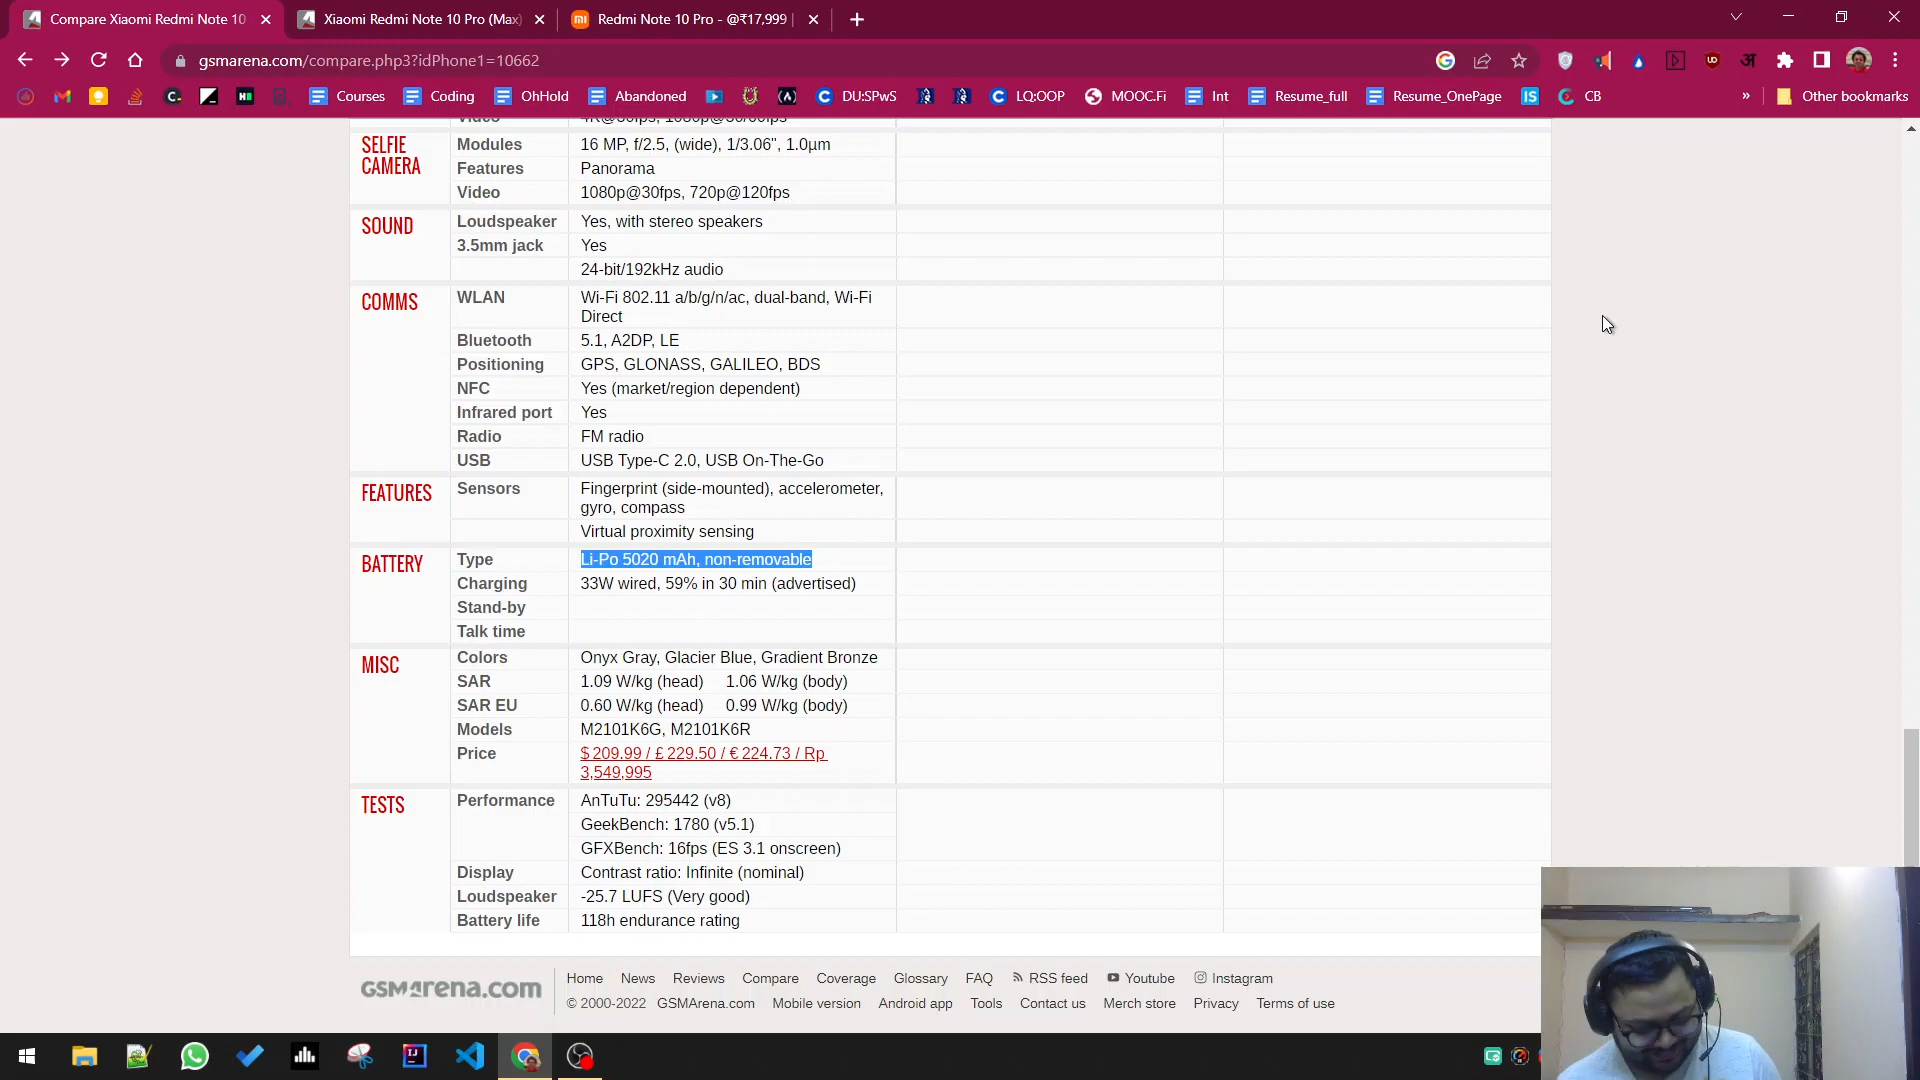 Compare Xiaomi Redmi Note 10
Xiaomi Redmi Note 10 Pro (Max)
Redmi Note 10 Pro - @₹17,999
gsmarena.com/compare.php3?idPhone1=10662
Courses
Coding
OhHold
Abandoned
DU:SPwS
LQ:OOP
MOOC.Fi
Int
Resume_full
Resume_OnePage
IS
CB
»
Other bookmarks
Video 4K@30fps, 1080p@30/60fps
SELFIE CAMERA
Modules 16 MP, f/2.5, (wide), 1/3.06", 1.0µm
Features Panorama
Video 1080p@30fps, 720p@120fps
SOUND
Loudspeaker Yes, with stereo speakers
3.5mm jack Yes
24-bit/192kHz audio
COMMS
WLAN Wi-Fi 802.11 a/b/g/n/ac, dual-band, Wi-Fi
Direct
Bluetooth 5.1, A2DP, LE
Positioning GPS, GLONASS, GALILEO, BDS
NFC Yes (market/region dependent)
Infrared port Yes
Radio FM radio
USB USB Type-C 2.0, USB On-The-Go
FEATURES
Sensors Fingerprint (side-mounted), accelerometer,
gyro, compass
Virtual proximity sensing
BATTERY
Type Li-Po 5020 mAh, non-removable
Charging 33W wired, 59% in 30 min (advertised)
Stand-by
Talk time
MISC
Colors Onyx Gray, Glacier Blue, Gradient Bronze
SAR 1.09 W/kg (head) 1.06 W/kg (body)
SAR EU 0.60 W/kg (head) 0.99 W/kg (body)
Models M2101K6G, M2101K6R
Price $ 209.99 / £ 229.50 / € 224.73 / Rp
3,549,995
TESTS
Performance AnTuTu: 295442 (v8)
GeekBench: 1780 (v5.1)
GFXBench: 16fps (ES 3.1 onscreen)
Display Contrast ratio: Infinite (nominal)
Loudspeaker -25.7 LUFS (Very good)
Battery life 118h endurance rating
GSMArena.com
Home News Reviews Compare Coverage Glossary FAQ RSS feed Youtube Instagram
© 2000-2022 GSMArena.com Mobile version Android app Tools Contact us Merch store Privacy Terms of use